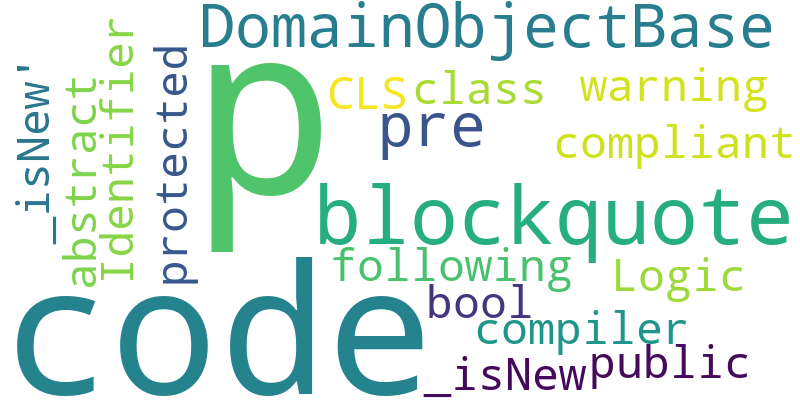 DomainObjectBase
p
CLS
class
warning
pre
compliant
_isNew'
abstract
Identifier
protected
blockquote
following
Logic
code
bool
compiler
_isNew
public